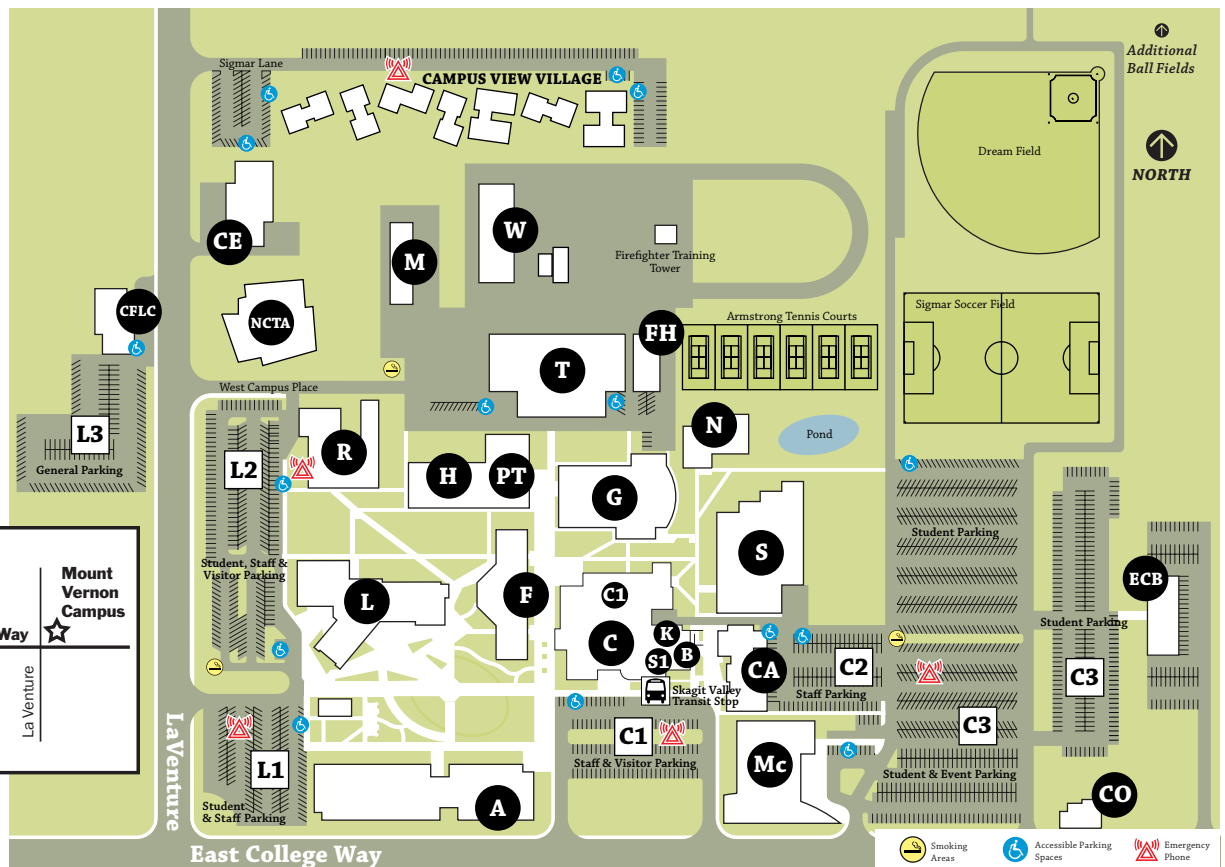 Additional
Ball Fields
Sigmar Lane
CAMPUS VIEW VILLAGE
Dream Field
NORTH
CE
M
W
Firefighter Training
Tower
CFLC
NCTA
FH
Armstrong Tennis Courts
Sigmar Soccer Field
T
West Campus Place
L3
General Parking
L2
R
H
PT
G
N
Pond
Student Parking
Student, Staff &
Visitor Parking
L
F
C1
C
K
S1
B
S
ECB
Student Parking
Mount
Vernon
Campus
Way
La Venture
CA
C2
Staff Parking
C3
Skagit Valley
Transit Stop
C1
Staff & Visitor Parking
C3
Student & Event Parking
LaVenture
L1
Student
& Staff Parking
A
Mc
CO
East College Way
Smoking
Areas
Accessible Parking
Spaces
Emergency
Phone